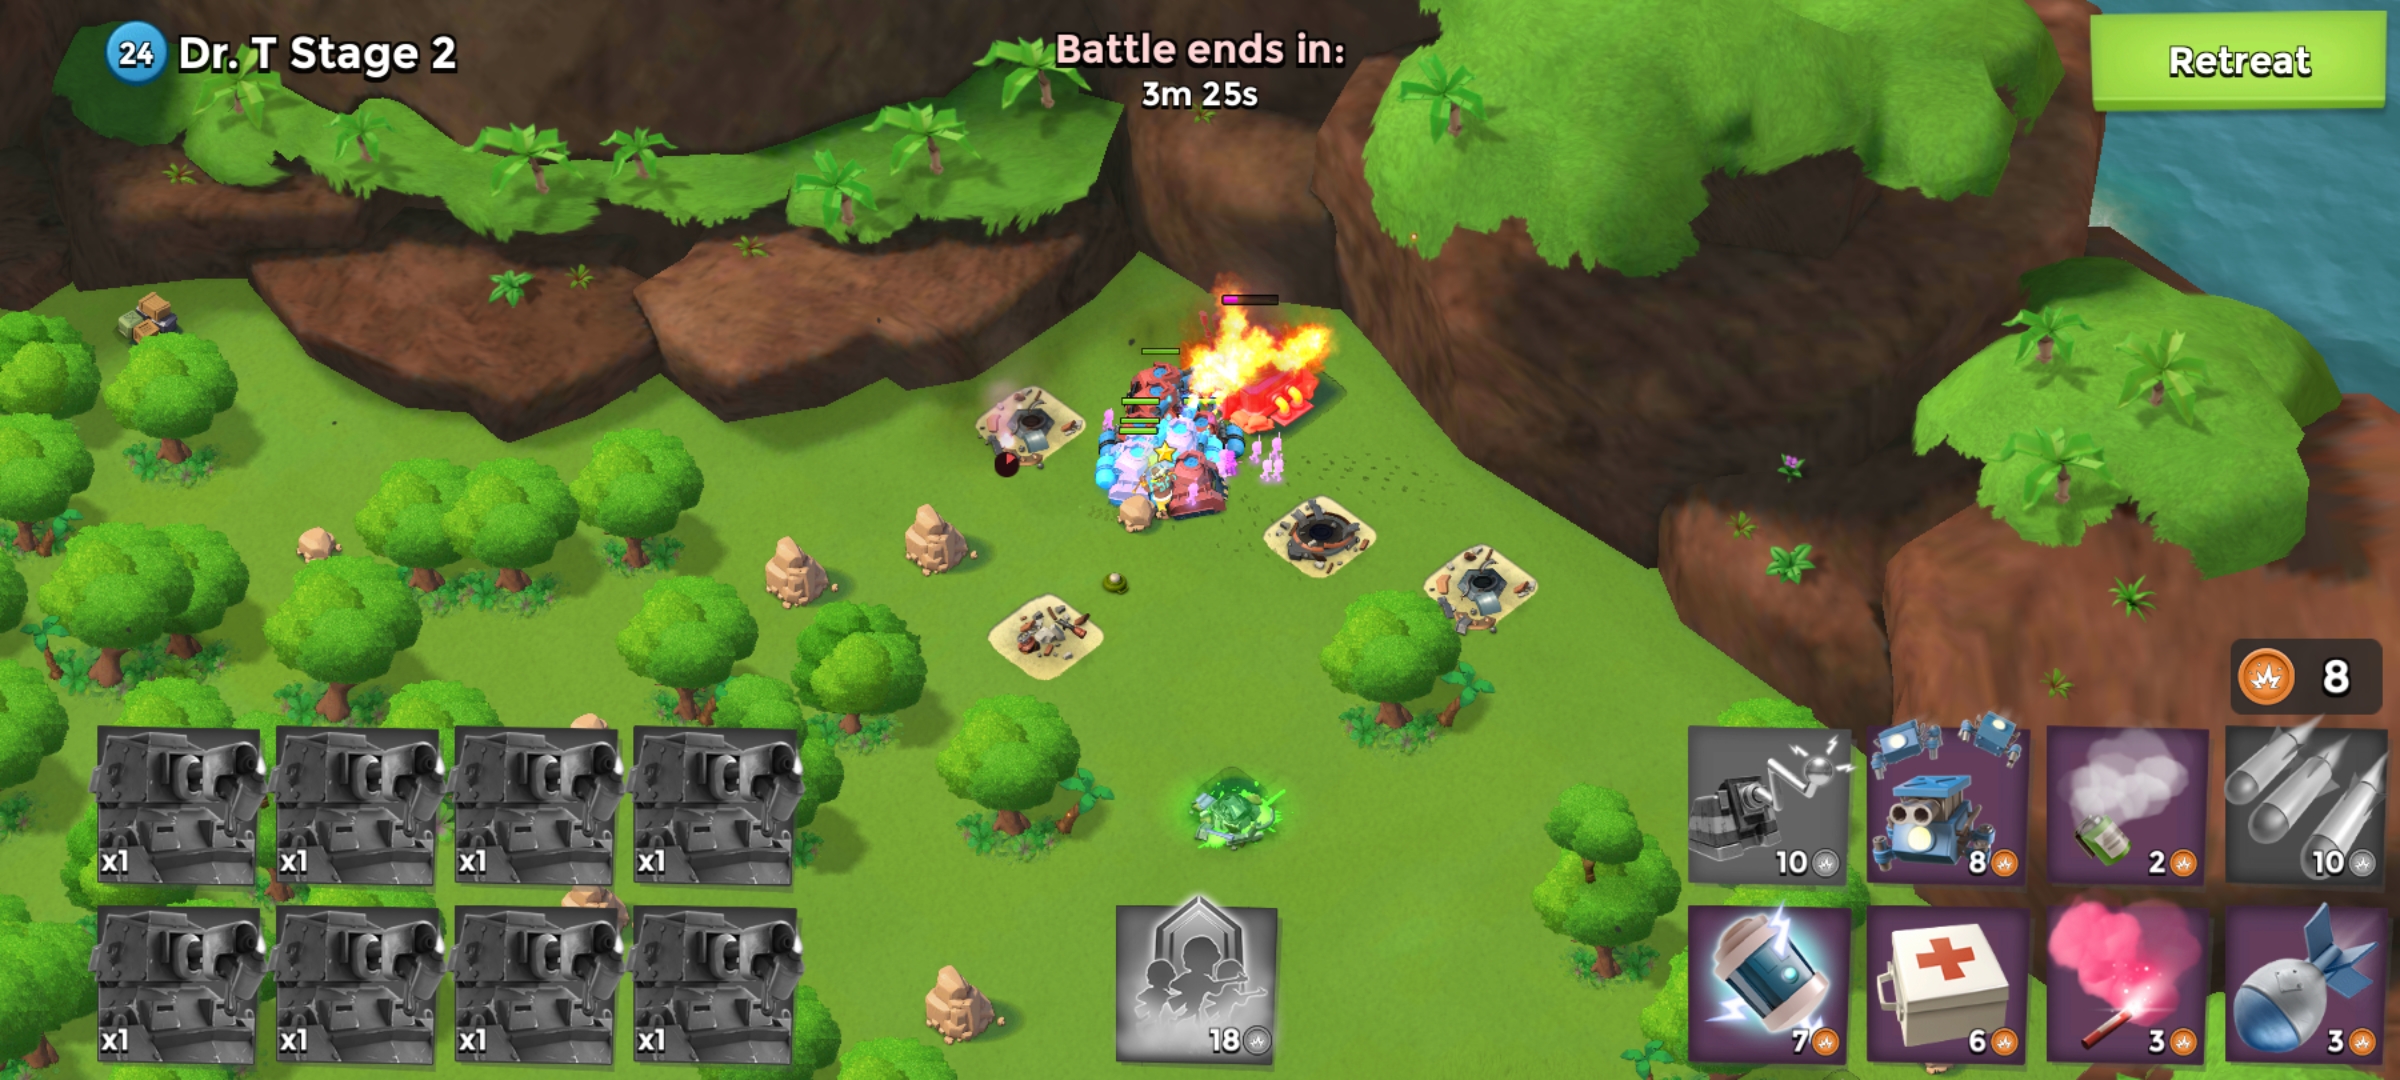 24 Dr. T Stage 2
Battle ends in:
3m 25s
Retreat
8
x1 x1 x1 x1
10 8 2 10
x1 x1 x1 x1
18
7 6 3 3